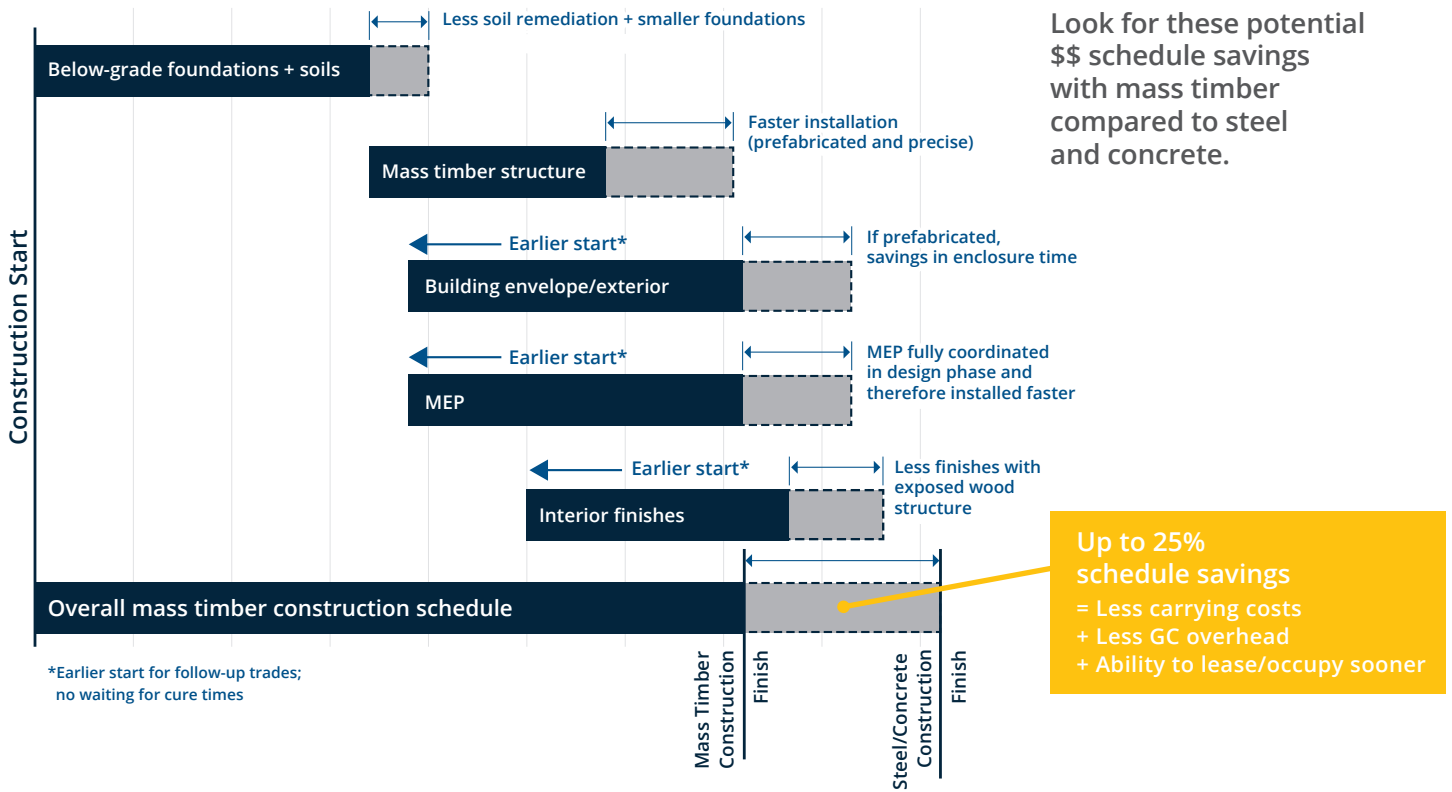 Less soil remediation + smaller foundations
Below-grade foundations + soils
Look for these potential
$$ schedule savings
with mass timber
compared to steel
and concrete.
Faster installation
(prefabricated and precise)
Mass timber structure
Earlier start*
If prefabricated,
savings in enclosure time
Building envelope/exterior
Construction Start
Earlier start*
MEP fully coordinated
in design phase and
therefore installed faster
MEP
Earlier start*
Less finishes with
exposed wood
structure
Interior finishes
Overall mass timber construction schedule
Up to 25%
schedule savings
= Less carrying costs
+ Less GC overhead
+ Ability to lease/occupy sooner
*Earlier start for follow-up trades;
no waiting for cure times
Mass Timber
Construction
Finish
Steel/Concrete
Construction
Finish